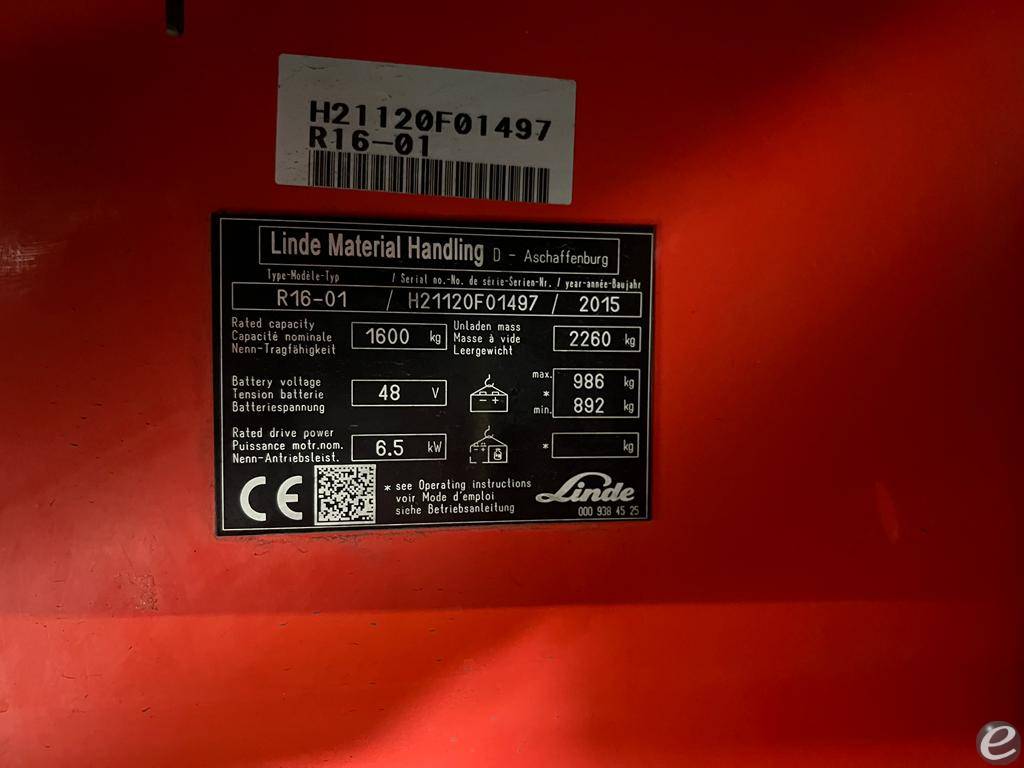 H21120F01497
R16-01
Linde Material Handling D - Aschaffenburg
Type-Modèle-Typ / Serial no.-No. de série-Serien-Nr. / year-année-Baujahr
R16-01 / H21120F01497 / 2015
Rated capacity
Capacité nominale
Nenn-Tragfähigkeit
1600 kg
Unladen mass
Masse à vide
Leergewicht
2260 kg
Battery voltage
Tension batterie
Batteriespannung
48 V
- +
max. 986 kg
*
min. 892 kg
Rated drive power
Puissance motr.nom.
Nenn-Antriebsleist.
6.5 kW
* kg
CE
* see Operating instructions
voir Mode d'emploi
siehe Betriebsanleitung
Linde
000 938 45 25
e